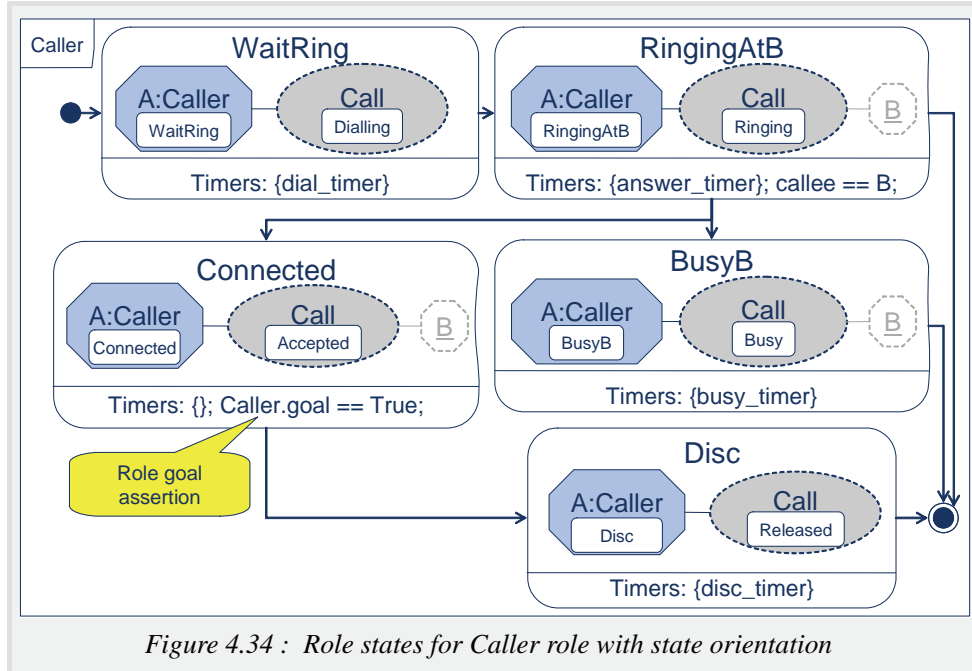 Caller
WaitRing
A:Caller
WaitRing
Call
Dialling
Timers: {dial_timer}
RingingAtB
A:Caller
RingingAtB
Call
Ringing
B
Timers: {answer_timer}; callee == B;
Connected
A:Caller
Connected
Call
Accepted
B
Timers: {}; Caller.goal == True;
BusyB
A:Caller
BusyB
Call
Busy
B
Timers: {busy_timer}
Role goal
assertion
Disc
A:Caller
Disc
Call
Released
Timers: {disc_timer}
Figure 4.34 : Role states for Caller role with state orientation